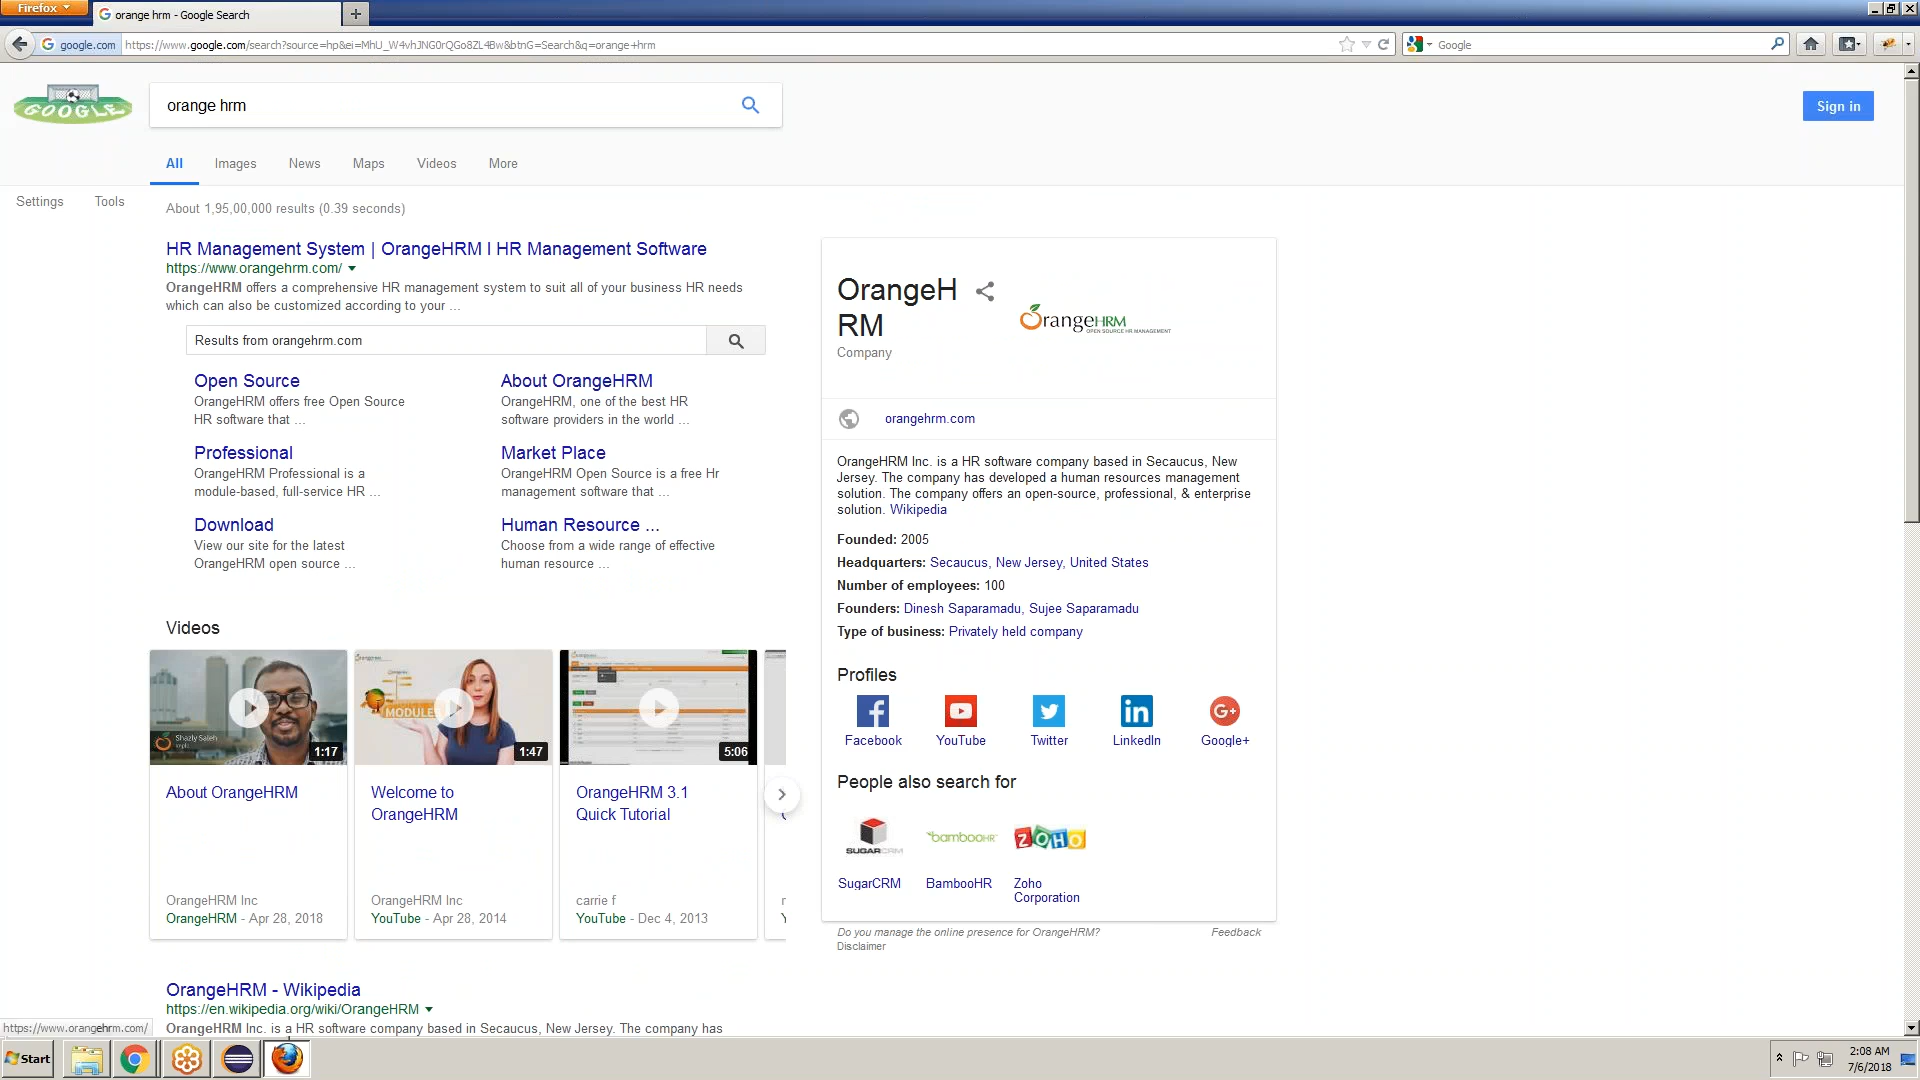 Firefox
orange hrm - Google Search
google.com
https://www.google.com/search?source=hp&ei=MhU_W4vhJNG0rQGo8ZL4Bw&btnG=Search&q=orange+hrm
Google
GOOGLE
orange hrm
Sign in
All
Images
News
Maps
Videos
More
Settings
Tools
About 1,95,00,000 results (0.39 seconds)
HR Management System | OrangeHRM I HR Management Software
https://www.orangehrm.com/
OrangeHRM offers a comprehensive HR management system to suit all of your business HR needs
which can also be customized according to your ...
Results from orangehrm.com
Open Source
OrangeHRM offers free Open Source
HR software that ...
About OrangeHRM
OrangeHRM, one of the best HR
software providers in the world ...
Professional
OrangeHRM Professional is a
module-based, full-service HR ...
Market Place
OrangeHRM Open Source is a free Hr
management software that ...
Download
View our site for the latest
OrangeHRM open source ...
Human Resource ...
Choose from a wide range of effective
human resource ...
Videos
Shazly Saleh
1:17
About OrangeHRM
OrangeHRM Inc
OrangeHRM - Apr 28, 2018
MODULES
1:47
Welcome to
OrangeHRM
OrangeHRM Inc
YouTube - Apr 28, 2014
5:06
OrangeHRM 3.1
Quick Tutorial
carrie f
YouTube - Dec 4, 2013
OrangeHRM - Wikipedia
https://en.wikipedia.org/wiki/OrangeHRM
OrangeHRM Inc. is a HR software company based in Secaucus, New Jersey. The company has
OrangeH
RM
Company
OrangeHRM
OPEN SOURCE HR MANAGEMENT
orangehrm.com
OrangeHRM Inc. is a HR software company based in Secaucus, New
Jersey. The company has developed a human resources management
solution. The company offers an open-source, professional, & enterprise
solution. Wikipedia
Founded: 2005
Headquarters: Secaucus, New Jersey, United States
Number of employees: 100
Founders: Dinesh Saparamadu, Sujee Saparamadu
Type of business: Privately held company
Profiles
Facebook
YouTube
Twitter
LinkedIn
Google+
People also search for
SUGARCRM
bambooHR
ZOHO
SugarCRM
BambooHR
Zoho
Corporation
Do you manage the online presence for OrangeHRM?
Feedback
Disclaimer
https://www.orangehrm.com/
Start
2:08 AM
7/6/2018